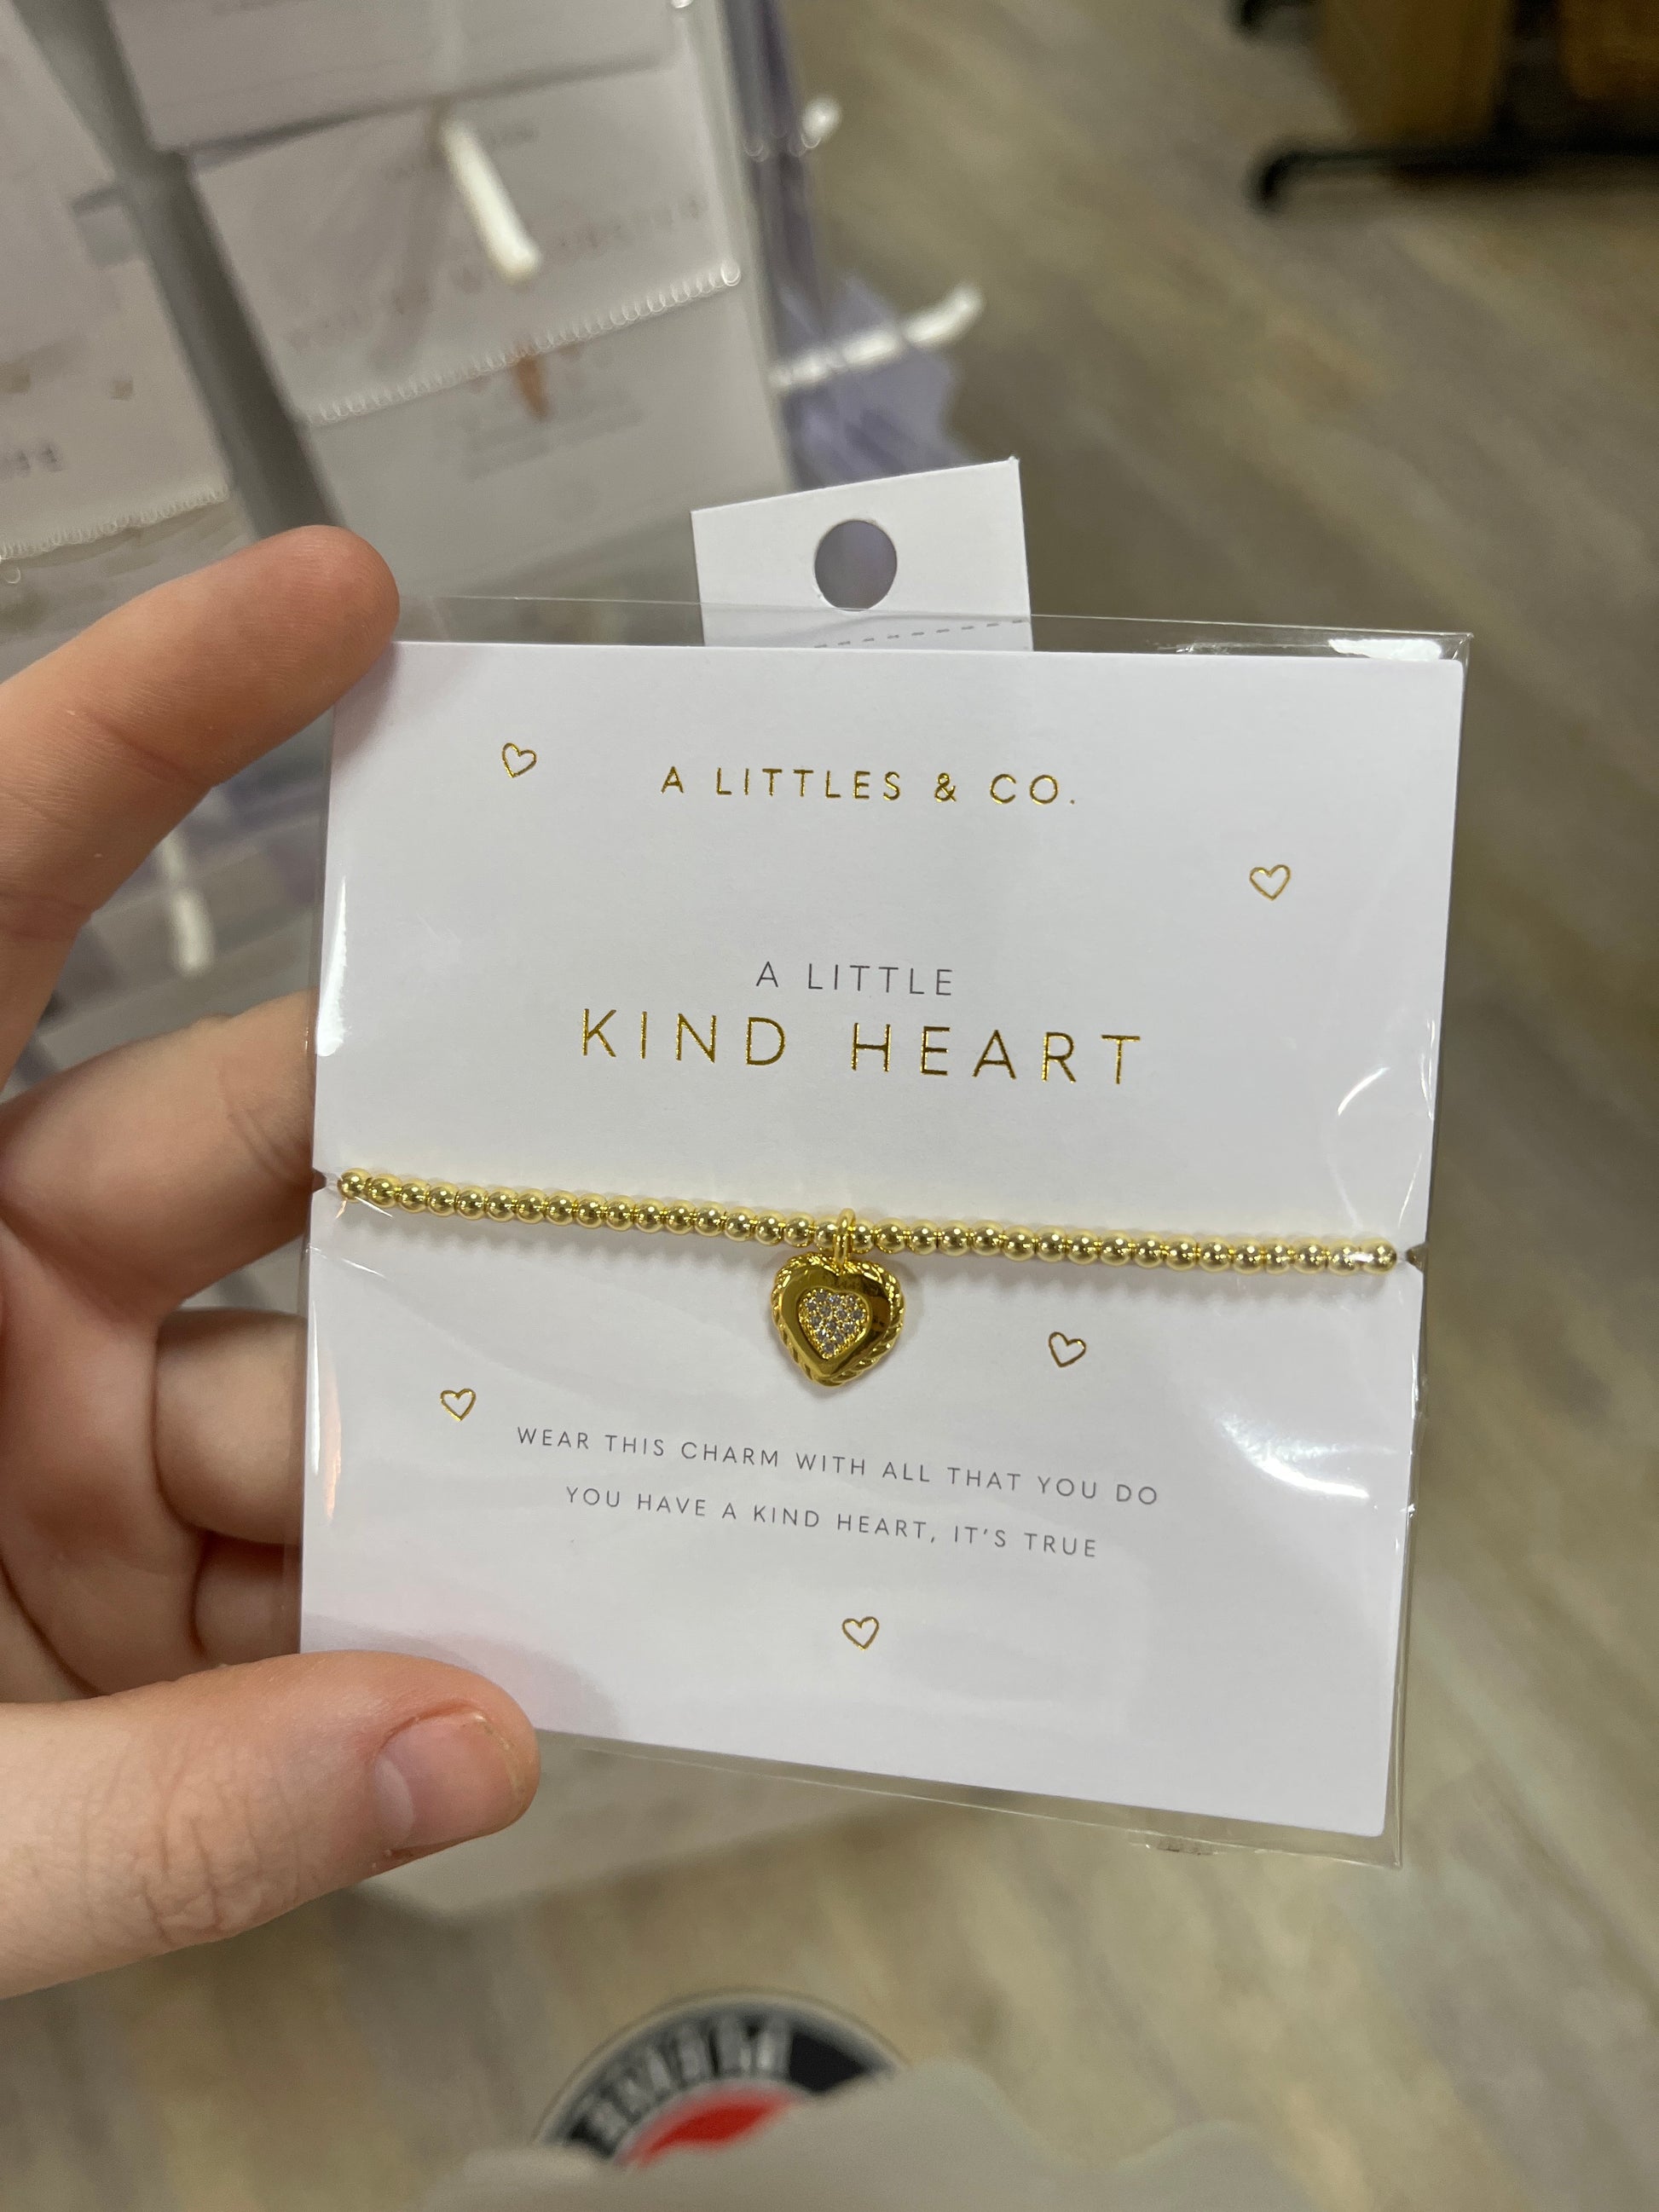 A LITTLES & CO.
A LITTLE
KIND HEART
WEAR THIS CHARM WITH ALL THAT YOU DO
YOU HAVE A KIND HEART, IT'S TRUE